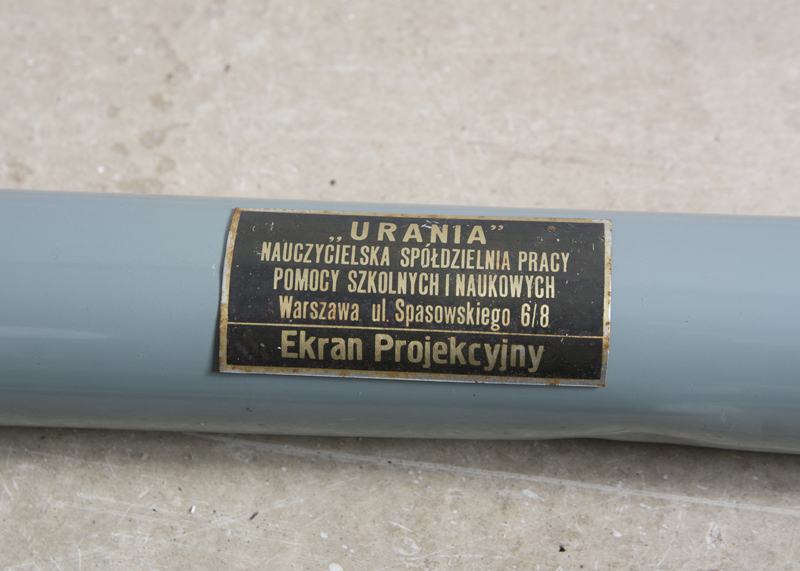 „URANIA”
NAUCZYCIELSKA SPÓŁDZIELNIA PRACY
POMOCY SZKOLNYCH I NAUKOWYCH
Warszawa ul. Spasowskiego 6/8
Ekran Projekcyjny